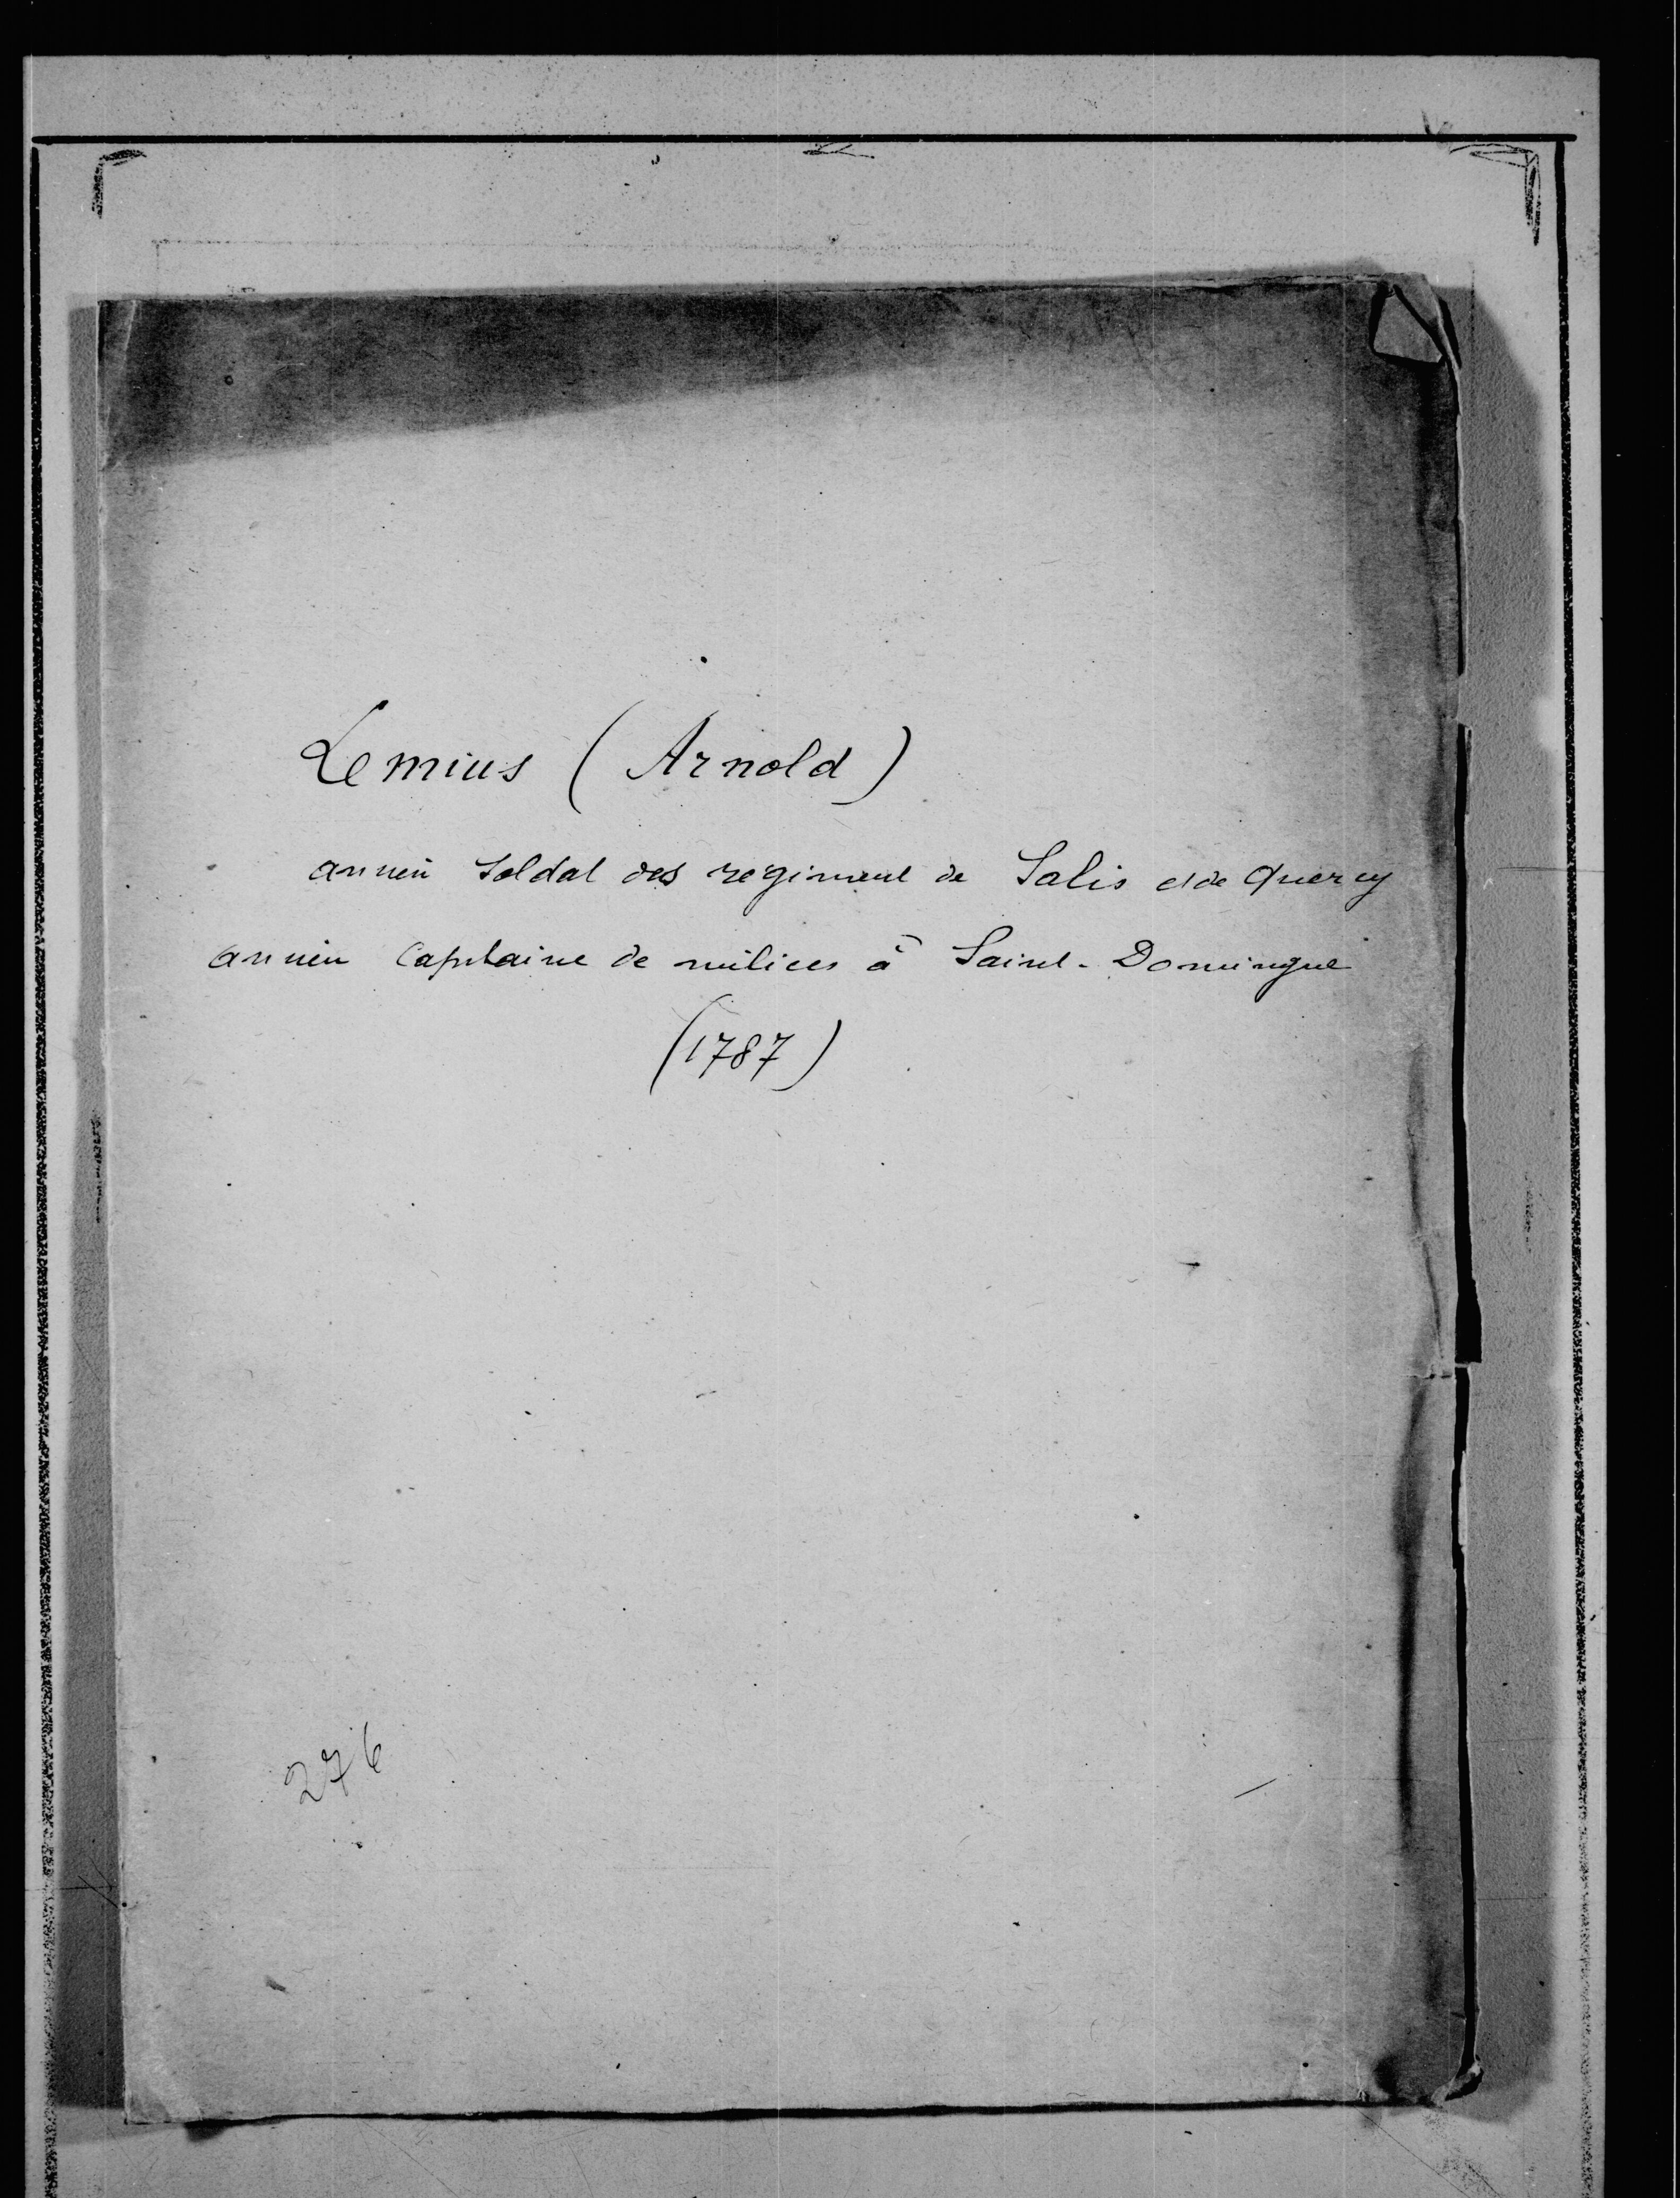 Lemius (Arnold)
ancien soldat des régiment de Salis et de Quercy
ancien capitaine de milices à Saint-Domingue
(1787)
276